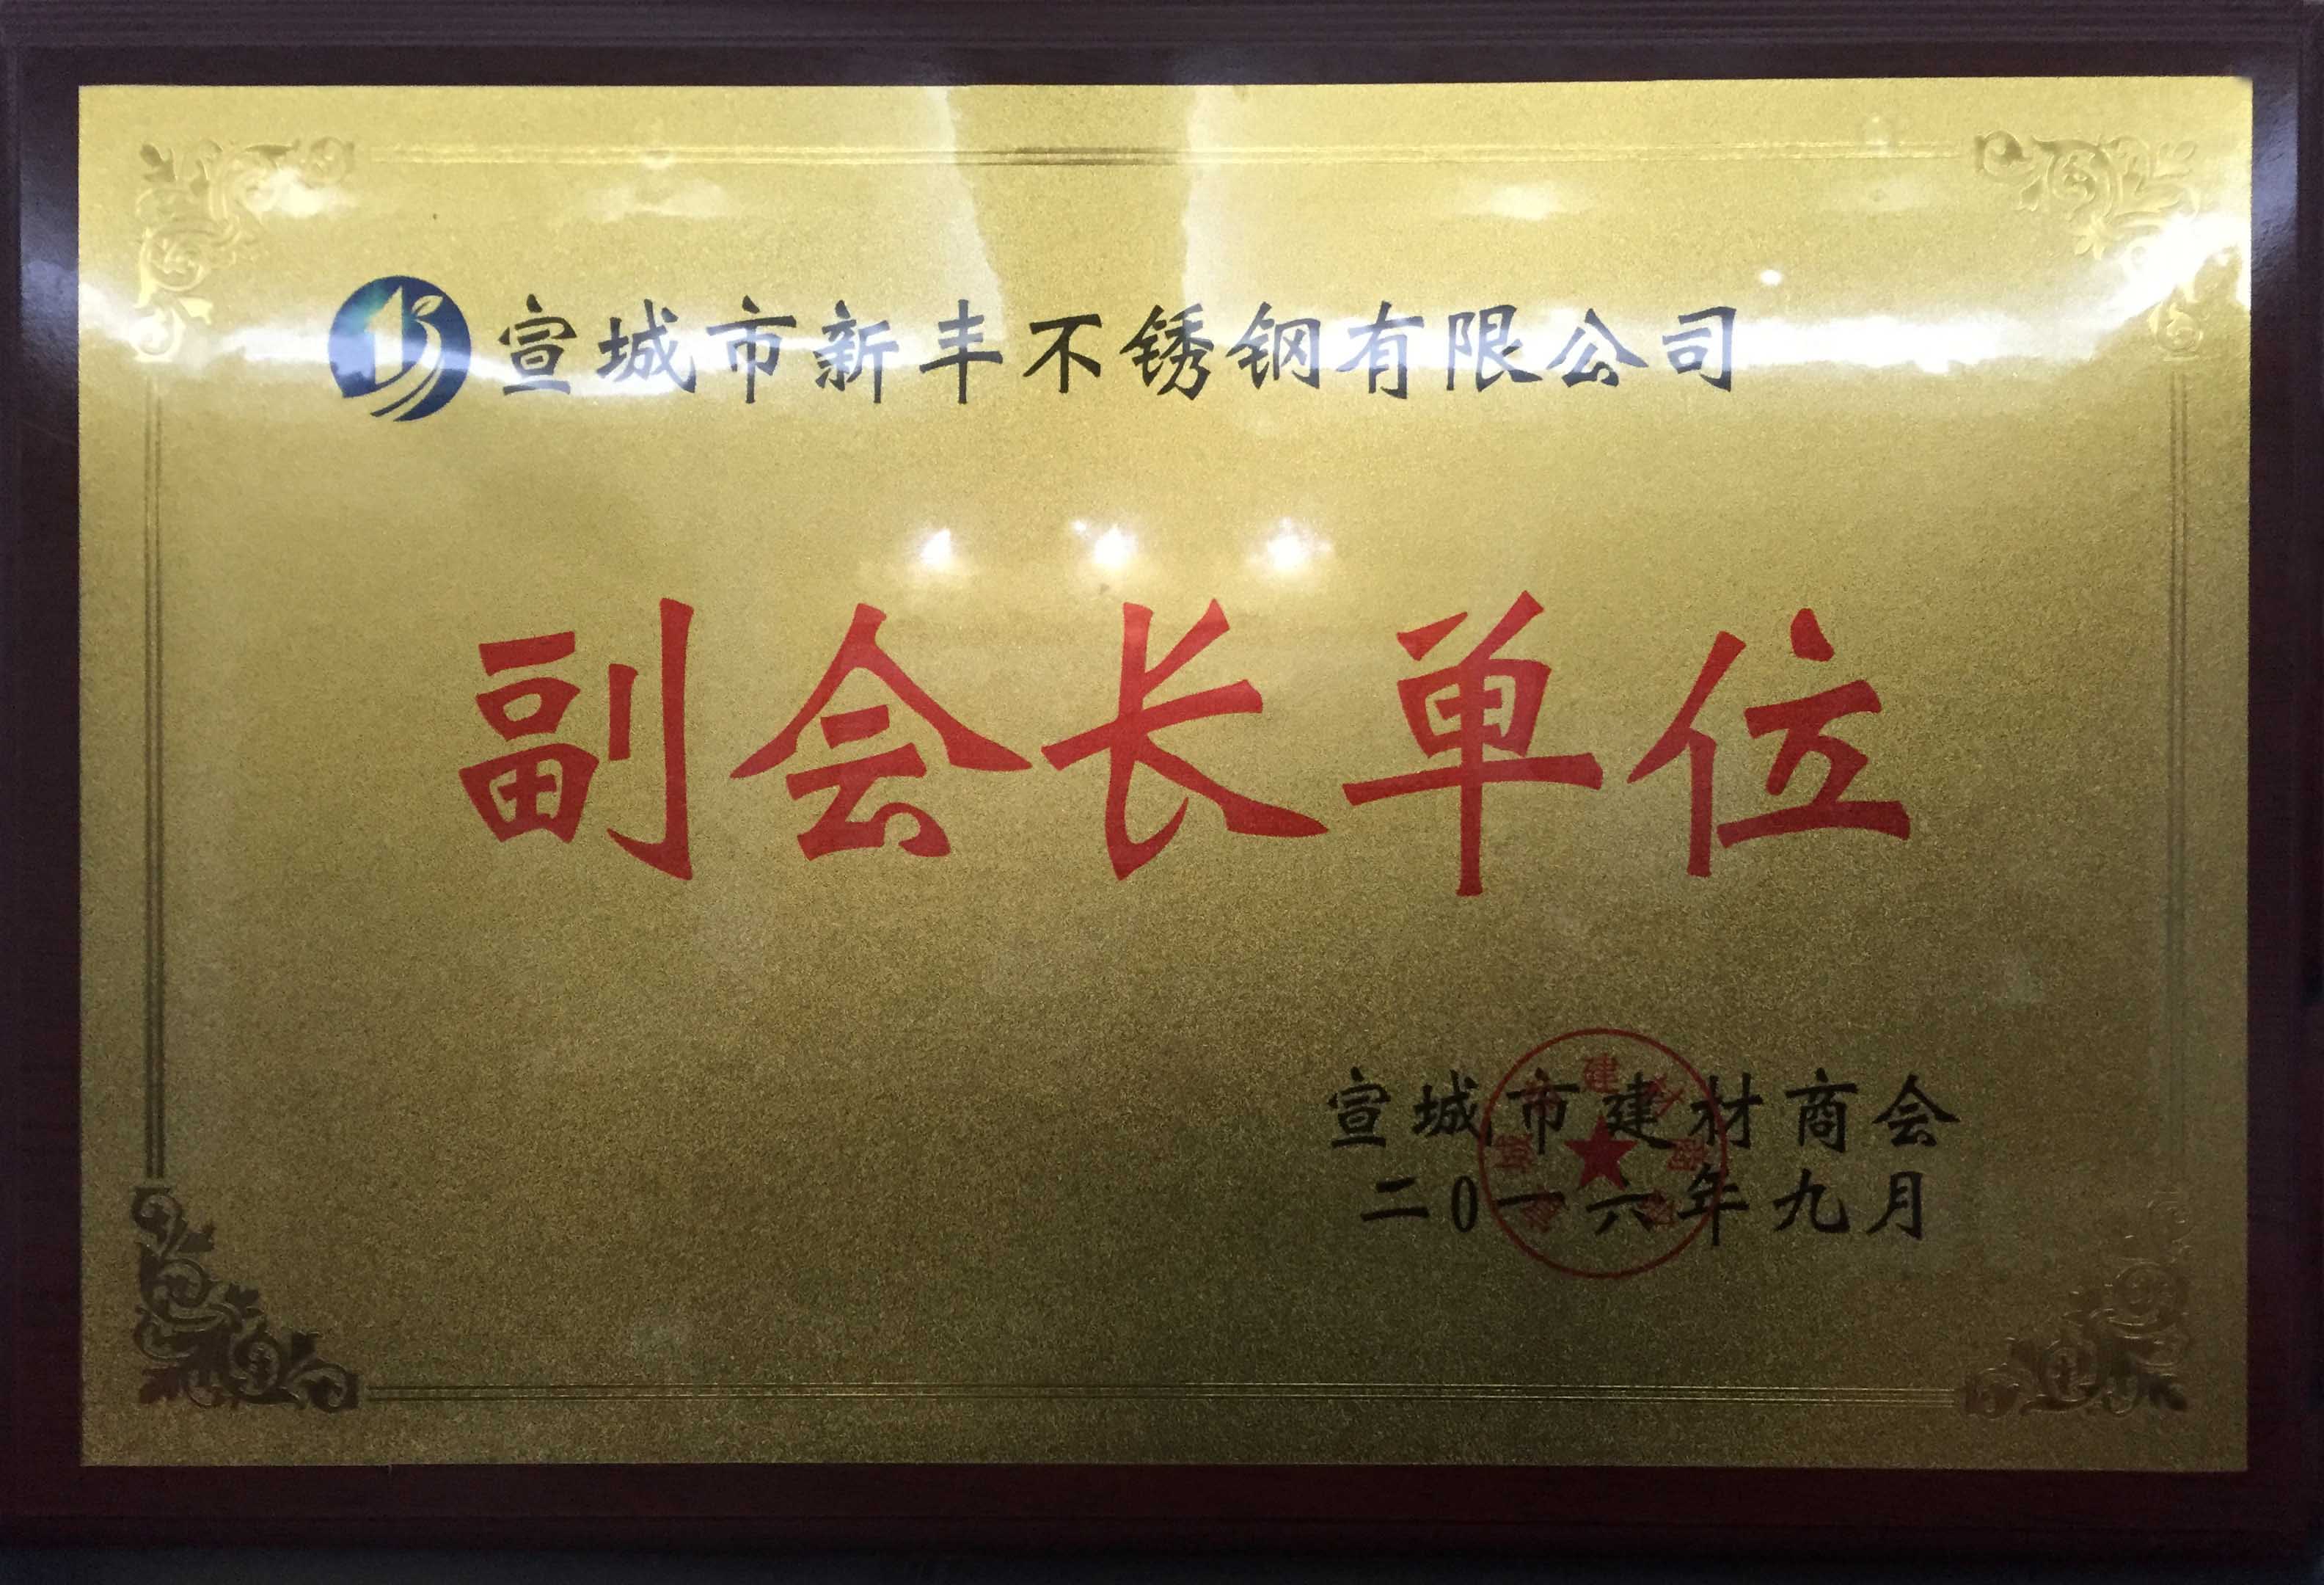 宣城市新丰不锈钢有限公司
副会长单位
宣城市建材商会
二0一六年九月